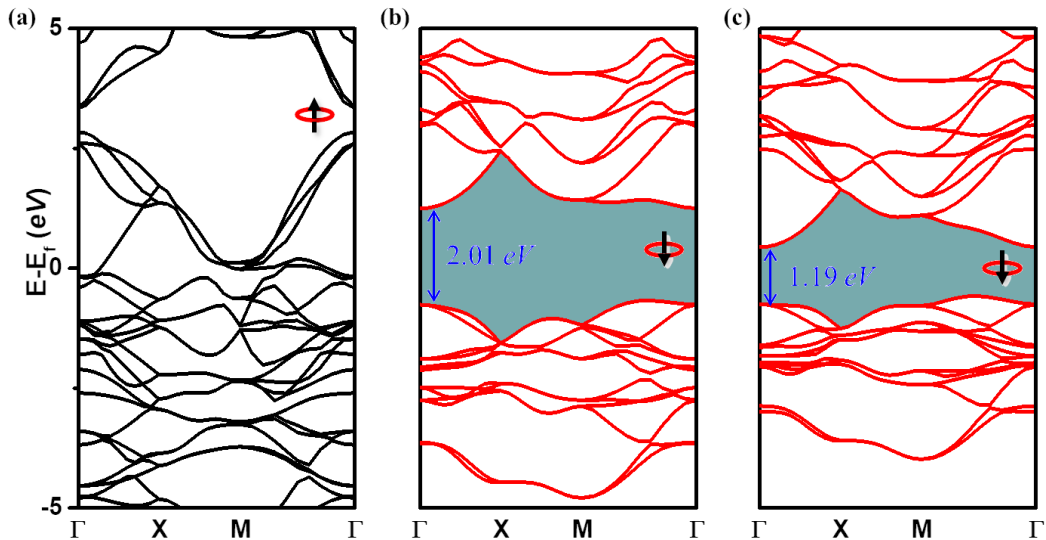 (a) (b) (c)
5
0
-5
E-E_f (eV)
2.01 eV
1.19 eV
Γ X M Γ
Γ X M Γ
Γ X M Γ